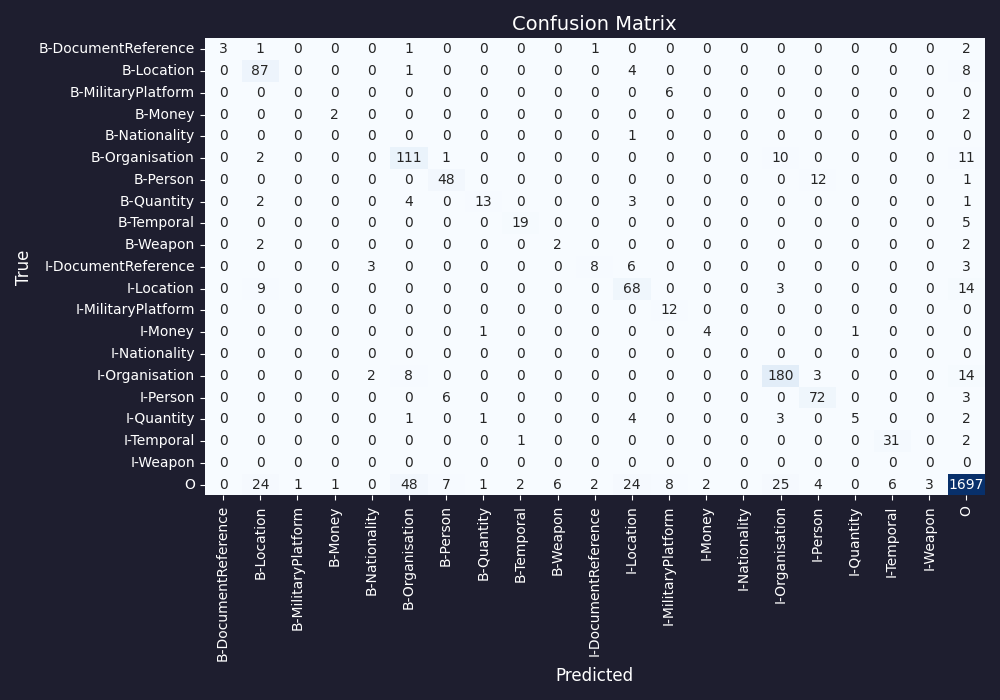 Confusion Matrix
B-DocumentReference 3 1 0 0 0 1 0 0 0 0 1 0 0 0 0 0 0 0 0 0 2
B-Location 0 87 0 0 0 1 0 0 0 0 0 4 0 0 0 0 0 0 0 0 8
B-MilitaryPlatform 0 0 0 0 0 0 0 0 0 0 0 0 6 0 0 0 0 0 0 0 0
B-Money 0 0 0 2 0 0 0 0 0 0 0 0 0 0 0 0 0 0 0 0 2
B-Nationality 0 0 0 0 0 0 0 0 0 0 0 1 0 0 0 0 0 0 0 0 0
B-Organisation 0 2 0 0 0 111 1 0 0 0 0 0 0 0 0 10 0 0 0 0 11
B-Person 0 0 0 0 0 0 48 0 0 0 0 0 0 0 0 0 12 0 0 0 1
B-Quantity 0 2 0 0 0 4 0 13 0 0 0 3 0 0 0 0 0 0 0 0 1
B-Temporal 0 0 0 0 0 0 0 0 19 0 0 0 0 0 0 0 0 0 0 0 5
B-Weapon 0 2 0 0 0 0 0 0 0 2 0 0 0 0 0 0 0 0 0 0 2
I-DocumentReference 0 0 0 0 3 0 0 0 0 0 8 6 0 0 0 0 0 0 0 0 3
I-Location 0 9 0 0 0 0 0 0 0 0 0 68 0 0 0 3 0 0 0 0 14
I-MilitaryPlatform 0 0 0 0 0 0 0 0 0 0 0 0 12 0 0 0 0 0 0 0 0
I-Money 0 0 0 0 0 0 0 1 0 0 0 0 0 4 0 0 0 1 0 0 0
I-Nationality 0 0 0 0 0 0 0 0 0 0 0 0 0 0 0 0 0 0 0 0 0
I-Organisation 0 0 0 0 2 8 0 0 0 0 0 0 0 0 0 180 3 0 0 0 14
I-Person 0 0 0 0 0 0 6 0 0 0 0 0 0 0 0 0 72 0 0 0 3
I-Quantity 0 0 0 0 0 1 0 1 0 0 0 4 0 0 0 3 0 5 0 0 2
I-Temporal 0 0 0 0 0 0 0 0 1 0 0 0 0 0 0 0 0 0 31 0 2
I-Weapon 0 0 0 0 0 0 0 0 0 0 0 0 0 0 0 0 0 0 0 0 0
O 0 24 1 1 0 48 7 1 2 6 2 24 8 2 0 25 4 0 6 3 1697
True
B-DocumentReference
B-Location
B-MilitaryPlatform
B-Money
B-Nationality
B-Organisation
B-Person
B-Quantity
B-Temporal
B-Weapon
I-DocumentReference
I-Location
I-MilitaryPlatform
I-Money
I-Nationality
I-Organisation
I-Person
I-Quantity
I-Temporal
I-Weapon
O
Predicted